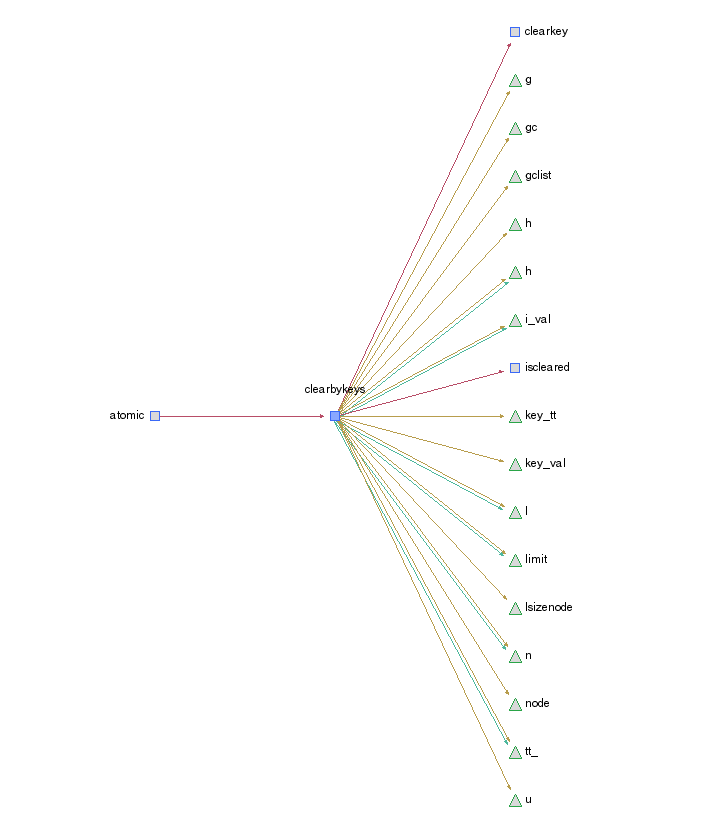 clearkey
g
gc
gclist
h
h
i_val
iscleared
clearbykeys
atomic
key_tt
key_val
l
limit
lsizenode
n
node
tt_
u